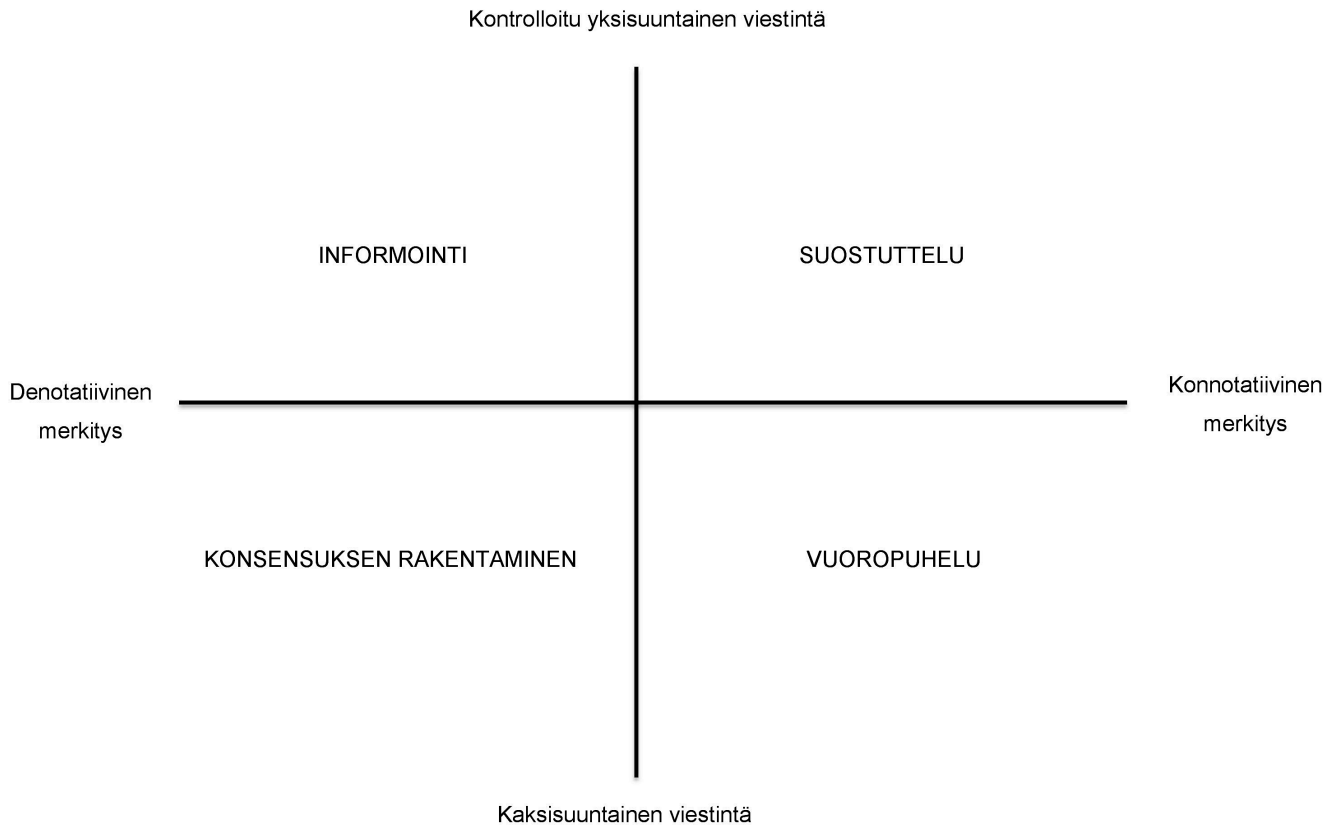 Kontrolloitu yksisuuntainen viestintä
INFORMOINTI
SUOSTUTTELU
Denotatiivinen
merkitys
Konnotatiivinen
merkitys
KONSENSUKSEN RAKENTAMINEN
VUOROPUHELU
Kaksisuuntainen viestintä